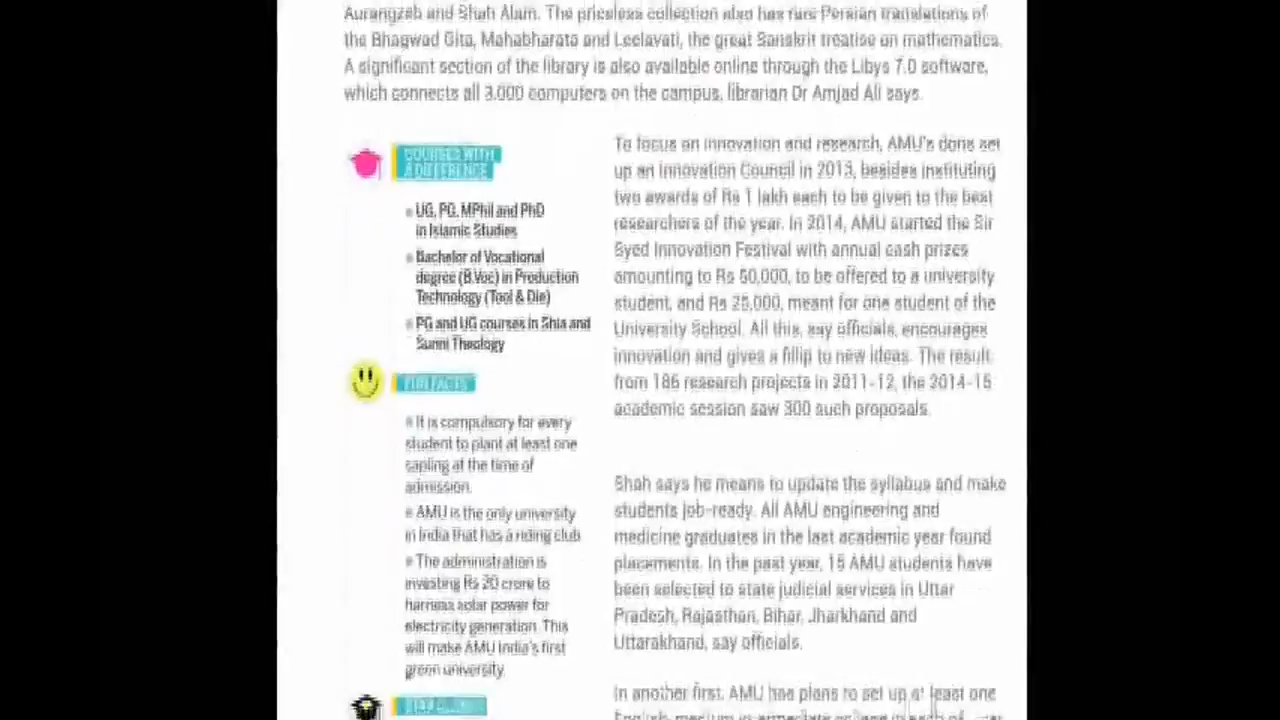 Aurangzeb and Shah Alam. The priceless collection also has rare Persian translations of
the Bhagwad Gita, Mahabharata and Leelavati, the great Sanskrit treatise on mathematics.
A significant section of the library is also available online through the Libys 7.0 software,
which connects all 3,000 computers on the campus, librarian Dr Amjad Ali says.
COURSES WITH
A DIFFERENCE
UG, PG, MPhil and PhD
in Islamic Studies
Bachelor of Vocational
degree (B.Voc) in Production
Technology (Tool & Die)
PG and UG courses in Shia and
Sunni Theology
FUN FACTS
It is compulsory for every
student to plant at least one
sapling at the time of
admission.
AMU is the only university
in India that has a riding club
The administration is
investing Rs 20 crore to
harness solar power for
electricity generation. This
will make AMU India's first
green university.
To focus on innovation and research, AMU's done set
up an Innovation Council in 2013, besides instituting
two awards of Rs 1 lakh each to be given to the best
researchers of the year. In 2014, AMU started the Sir
Syed Innovation Festival with annual cash prizes
amounting to Rs 50,000, to be offered to a university
student, and Rs 25,000, meant for one student of the
University School. All this, say officials, encourages
innovation and gives a fillip to new ideas. The result:
from 186 research projects in 2011-12, the 2014-15
academic session saw 300 such proposals.
Shah says he means to update the syllabus and make
students job-ready. All AMU engineering and
medicine graduates in the last academic year found
placements. In the past year, 15 AMU students have
been selected to state judicial services in Uttar
Pradesh, Rajasthan, Bihar, Jharkhand and
Uttarakhand, say officials.
In another first, AMU has plans to set up at least one
English-medium